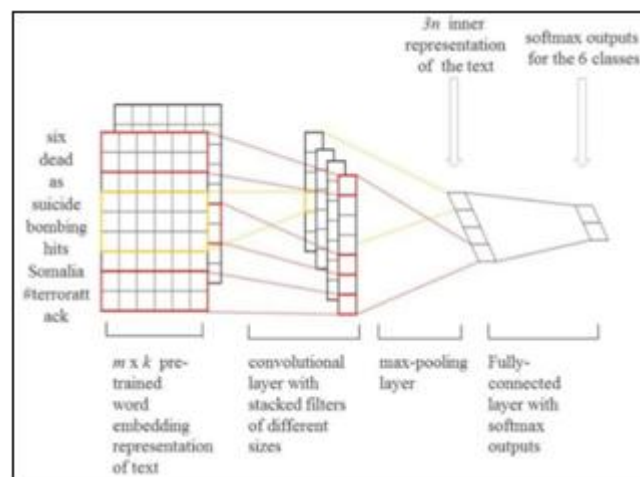 3n inner
representation
of the text
softmax outputs
for the 6 classes
six
dead
as
suicide
bombing
hits
Somalia
#terroratt
ack
m x k pre-
trained
word
embedding
representation
of text
convolutional
layer with
stacked filters
of different
sizes
max-pooling
layer
Fully-
connected
layer with
softmax
outputs